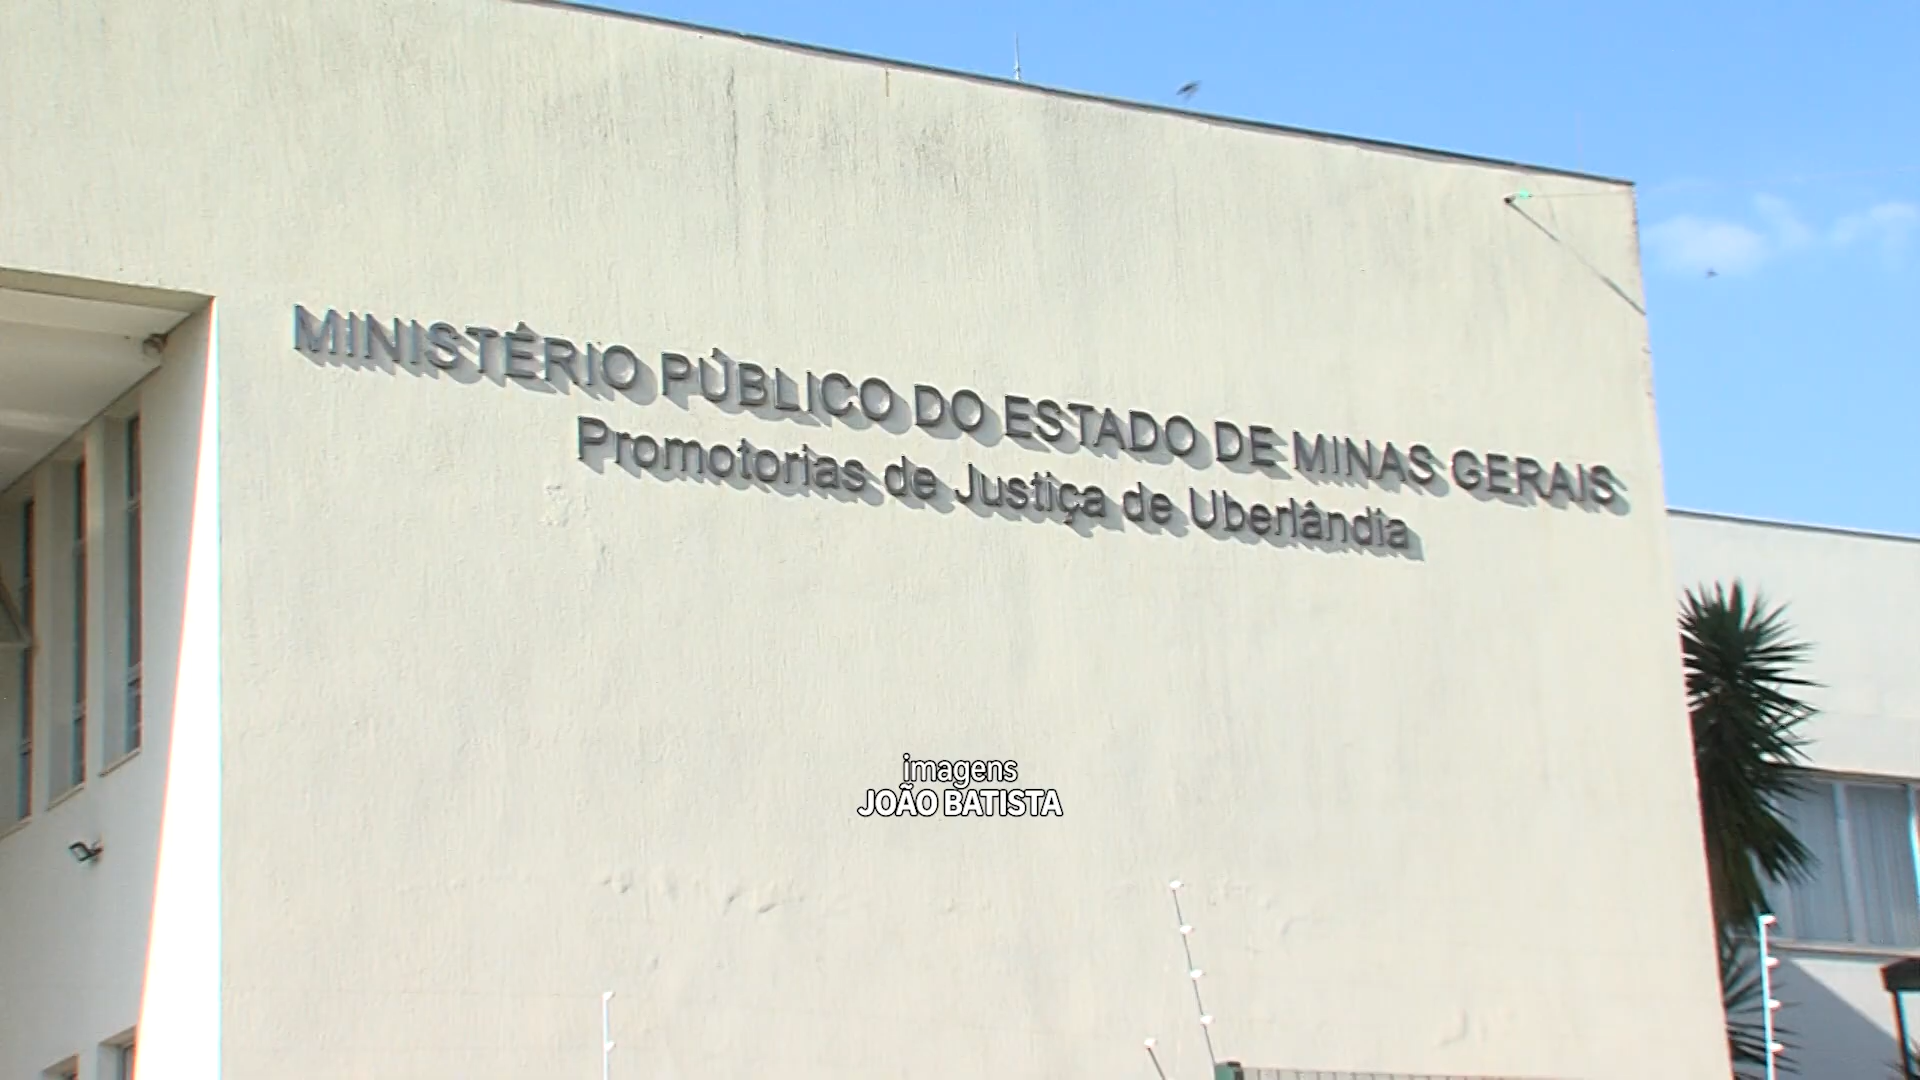 MINISTÉRIO PÚBLICO DO ESTADO DE MINAS GERAIS
Promotorias de Justiça de Uberlândia
imagens
JOÃO BATISTA